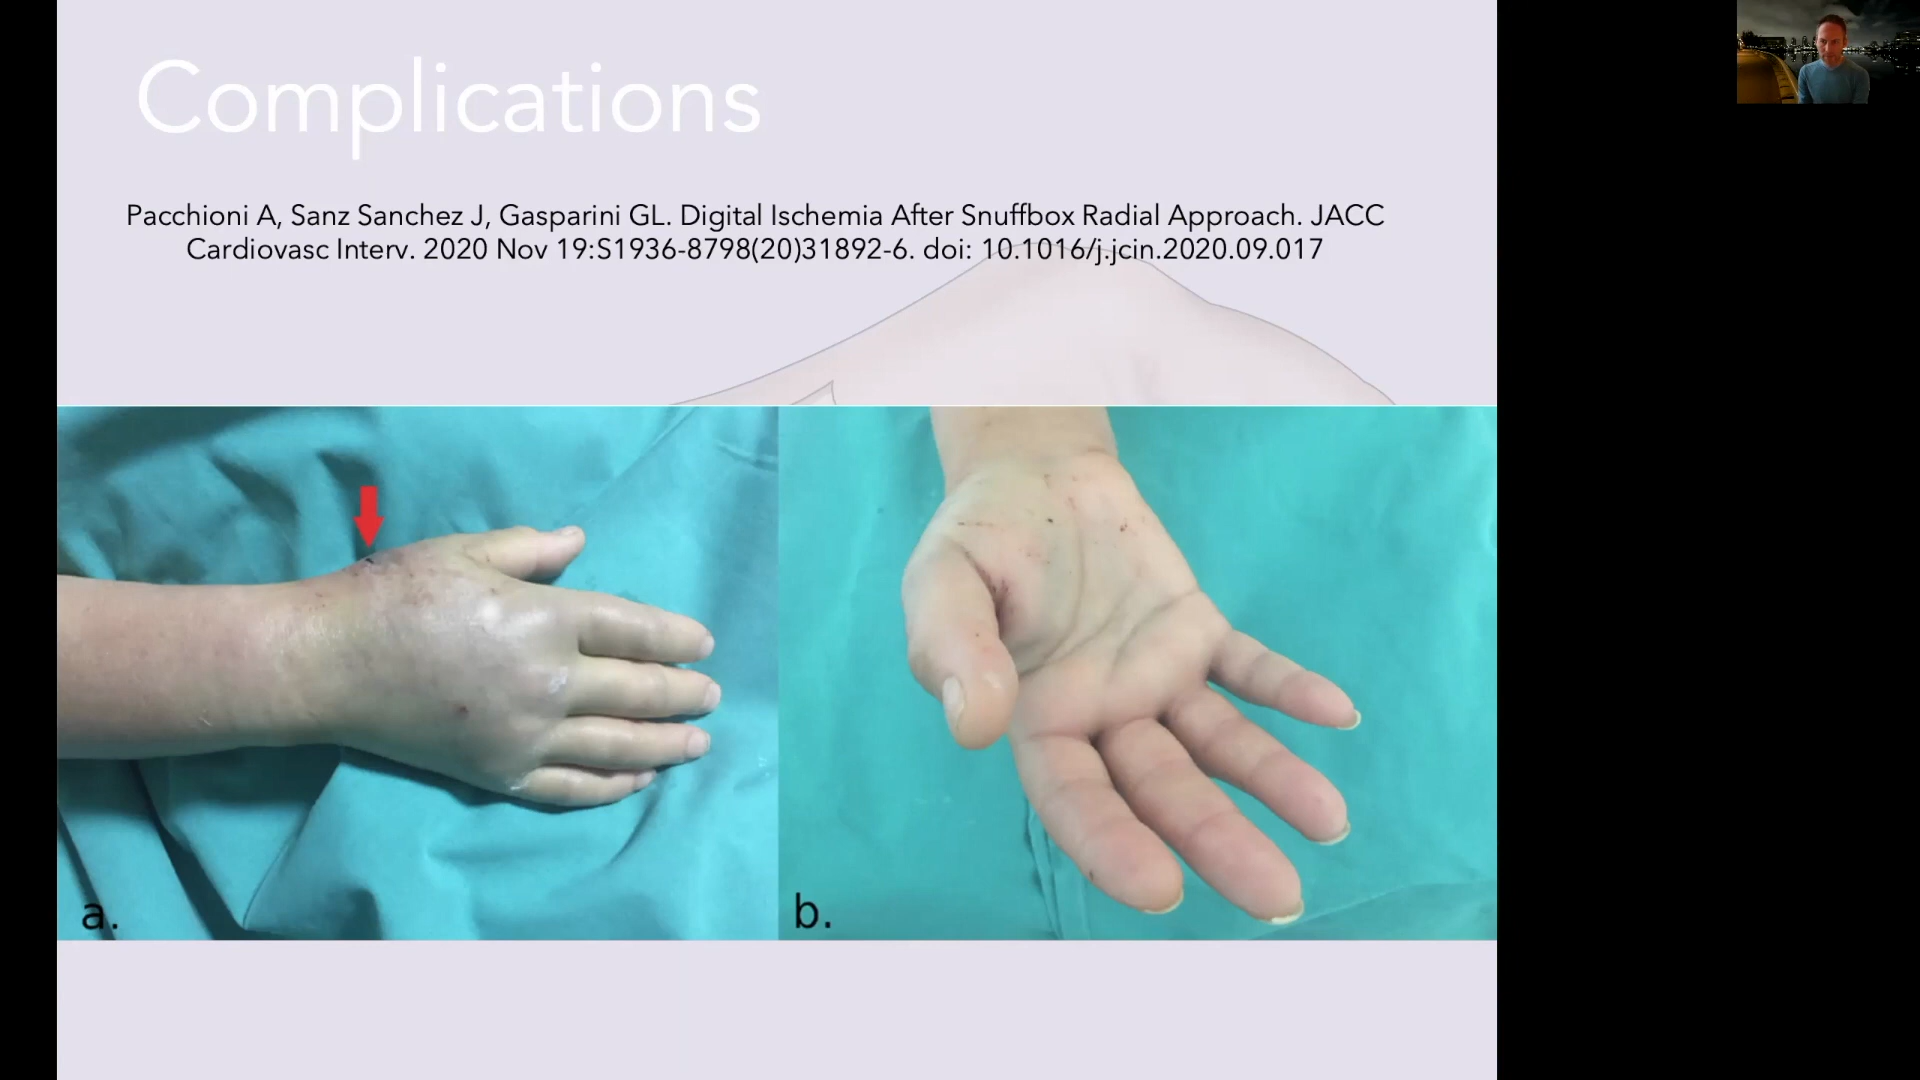 Complications
Pacchioni A, Sanz Sanchez J, Gasparini GL. Digital Ischemia After Snuffbox Radial Approach. JACC
Cardiovasc Interv. 2020 Nov 19:S1936-8798(20)31892-6. doi: 10.1016/j.jcin.2020.09.017
a.
b.